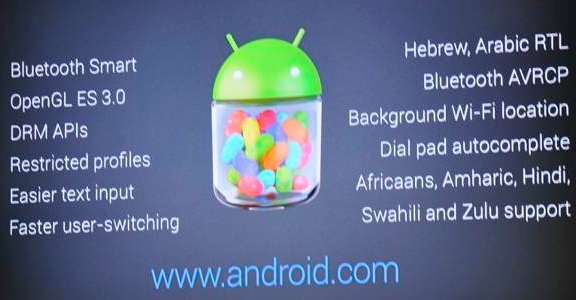 Bluetooth Smart
OpenGL ES 3.0
DRM APIs
Restricted profiles
Easier text input
Faster user-switching
Hebrew, Arabic RTL
Bluetooth AVRCP
Background Wi-Fi location
Dial pad autocomplete
Africaans, Amharic, Hindi,
Swahili and Zulu support
www.android.com